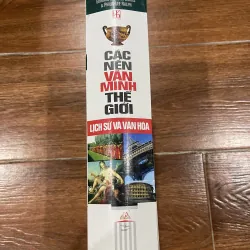 CÁC NỀN
VĂN MINH
THẾ
GIỚI
LỊCH SỬ VÀ VĂN HÓA